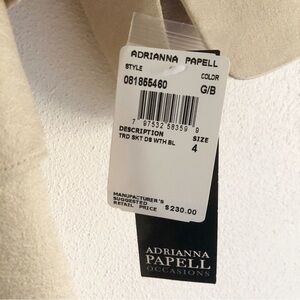 ADRIANNA PAPELL
STYLE COLOR
081855460 G/B
7 97532 58359 9
DESCRIPTION SIZE
TRD SKT DS WTH BL 4
MANUFACTURER'S
SUGGESTED
RETAIL PRICE $230.00
ADRIANNA
PAPELL
OCCASIONS